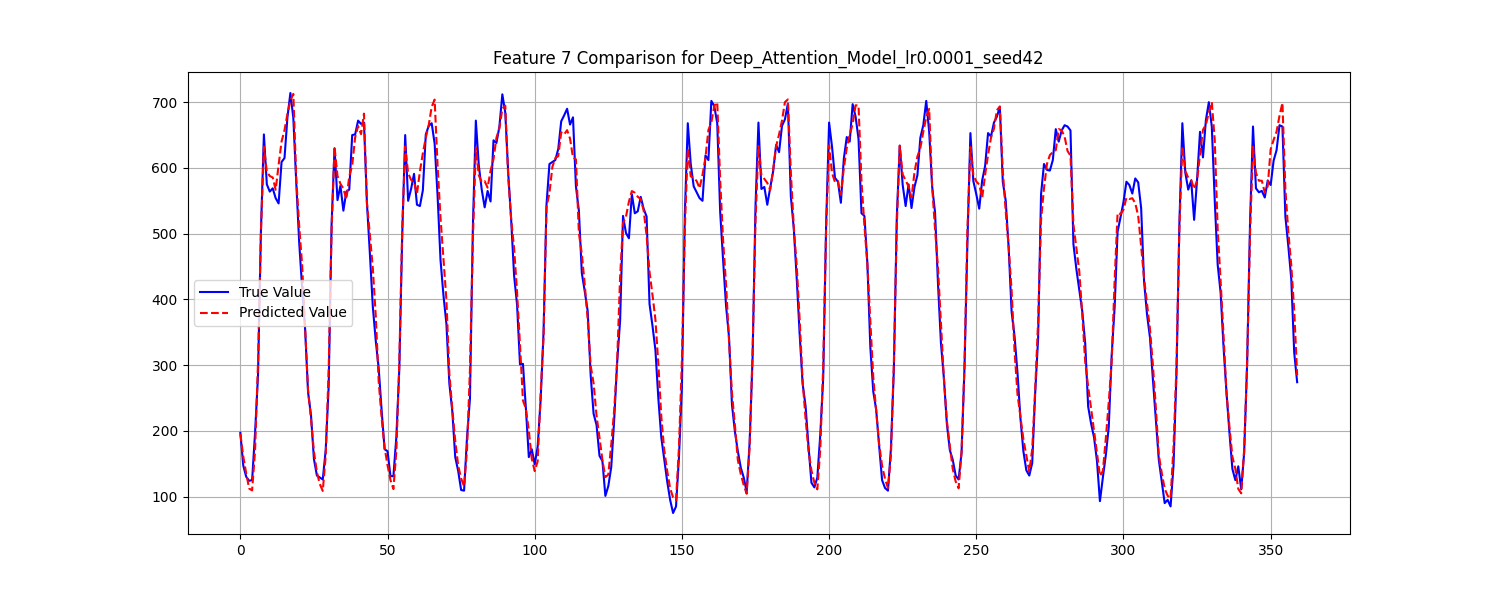 Feature 7 Comparison for Deep_Attention_Model_lr0.0001_seed42
700
600
500
400
300
200
100
True Value
Predicted Value
0 50 100 150 200 250 300 350